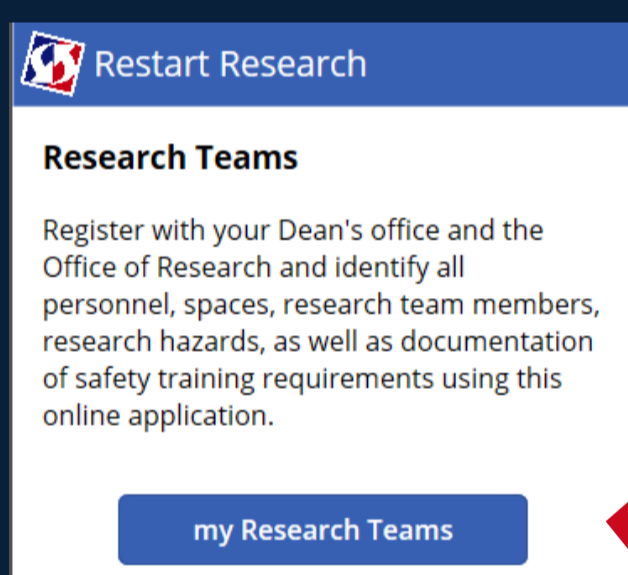 Restart Research
Research Teams
Register with your Dean's office and the
Office of Research and identify all
personnel, spaces, research team members,
research hazards, as well as documentation
of safety training requirements using this
online application.
my Research Teams